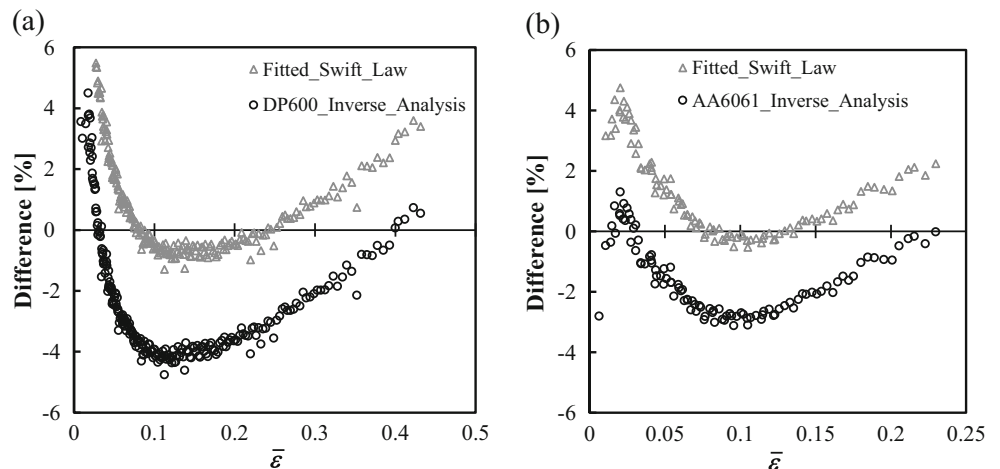 (a)
6
4
2
0
-2
-4
-6
Difference [%]
Fitted_Swift_Law
DP600_Inverse_Analysis
0
0.1
0.2
0.3
0.4
0.5
ε̅
(b)
6
4
2
0
-2
-4
-6
Difference [%]
Fitted_Swift_Law
AA6061_Inverse_Analysis
0
0.05
0.1
0.15
0.2
0.25
ε̅